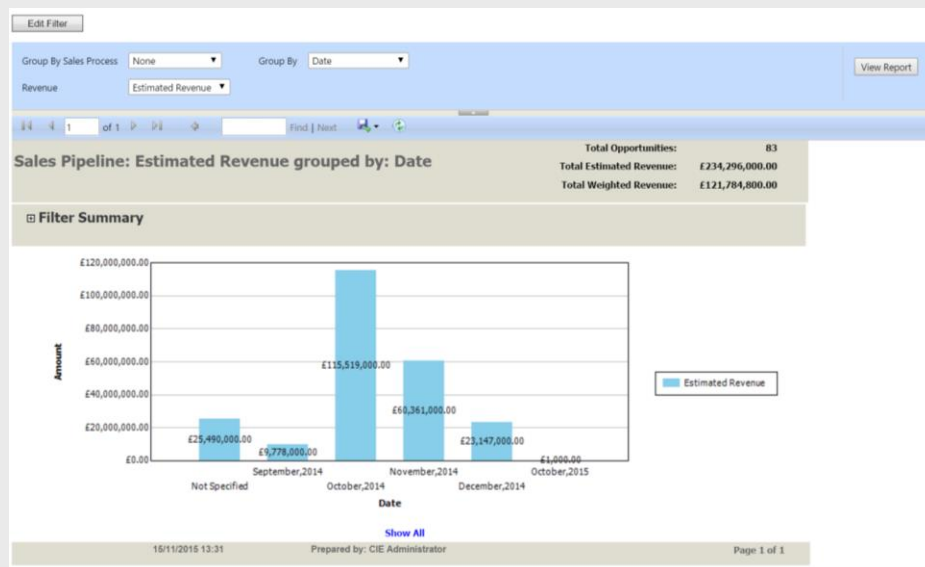 Edit Filter
Group By Sales Process None Group By Date
View Report
Revenue Estimated Revenue
1 of 1 Find | Next
Sales Pipeline: Estimated Revenue grouped by: Date
Total Opportunities: 83
Total Estimated Revenue: £234,296,000.00
Total Weighted Revenue: £121,784,800.00
Filter Summary
£120,000,000.00
£100,000,000.00
£80,000,000.00
£60,000,000.00
£40,000,000.00
£20,000,000.00
£0.00
Amount
£25,490,000.00
£9,778,000.00
£115,519,000.00
£60,361,000.00
£23,147,000.00
£1,000.00
Estimated Revenue
September,2014 November,2014 October,2015
Not Specified October,2014 December,2014
Date
Show All
15/11/2015 13:31 Prepared by: CIE Administrator Page 1 of 1